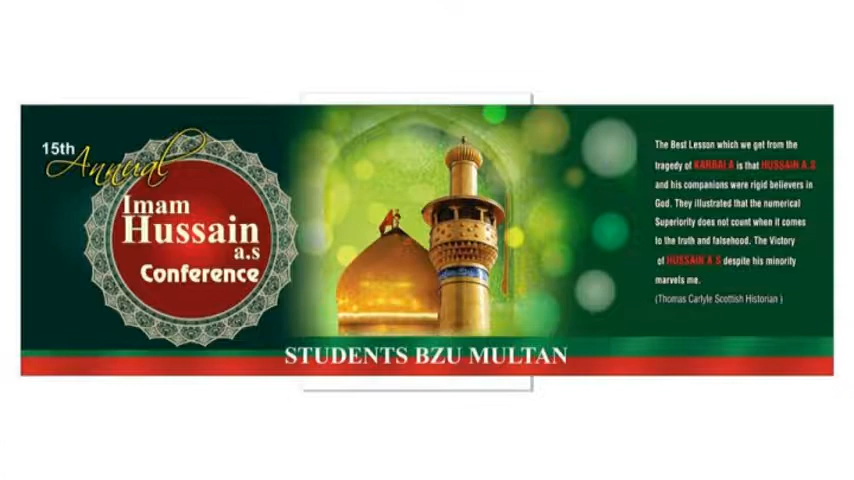 15th
Annual
Imam
Hussain
a.s
Conference
The Best Lesson which we get from the
tragedy of KARBALA is that HUSSAIN A.S
and his companions were rigid believers in
God. They illustrated that the numerical
Superiority does not count when it comes
to the truth and falsehood. The Victory
of HUSSAIN A S despite his minority
marvels me.
(Thomas Carlyle Scottish Historian )
STUDENTS BZU MULTAN